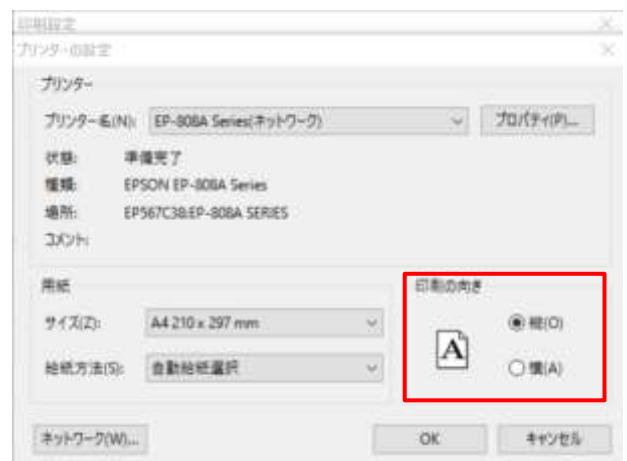 印刷設定
プリンターの設定
プリンター
プリンター名(N): EP-808A Series(ネットワーク) プロパティ(P)...
状態: 準備完了
種類: EPSON EP-808A Series
場所: EP567C38:EP-808A SERIES
コメント:
用紙 印刷の向き
サイズ(Z): A4 210 x 297 mm 縦(O)
A
給紙方法(S): 自動給紙選択 横(A)
ネットワーク(W)... OK キャンセル